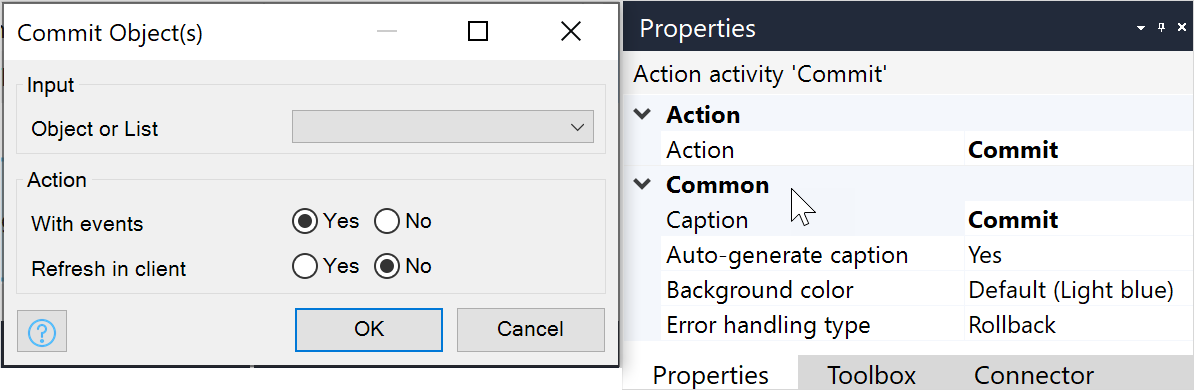 Commit Object(s)
Input
Object or List
Action
With events Yes No
Refresh in client Yes No
? OK Cancel
Properties
Action activity 'Commit'
Action
Action Commit
Common
Caption Commit
Auto-generate caption Yes
Background color Default (Light blue)
Error handling type Rollback
Properties Toolbox Connector